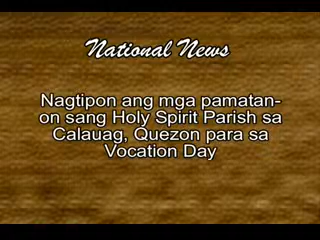 National News
Nagtipon ang mga pamatan-
on sang Holy Spirit Parish sa
Calauag, Quezon para sa
Vocation Day